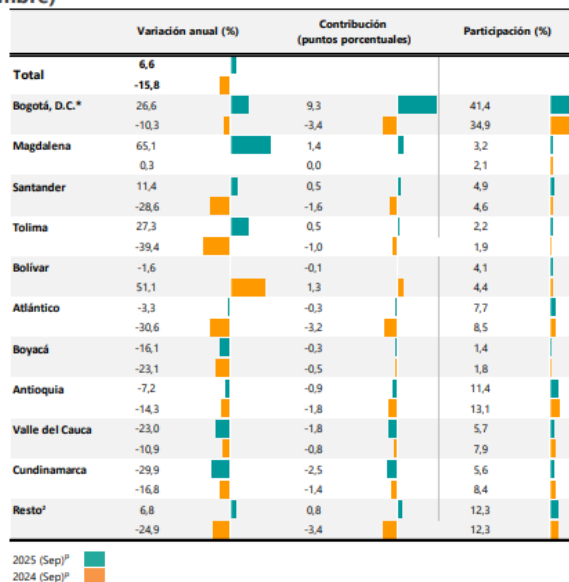 mbre)
Variación anual (%) Contribución (puntos porcentuales) Participación (%)
Total 6,6
-15,8
Bogotá, D.C.* 26,6 9,3 41,4
-10,3 -3,4 34,9
Magdalena 65,1 1,4 3,2
0,3 0,0 2,1
Santander 11,4 0,5 4,9
-28,6 -1,6 4,6
Tolima 27,3 0,5 2,2
-39,4 -1,0 1,9
Bolívar -1,6 -0,1 4,1
51,1 1,3 4,4
Atlántico -3,3 -0,3 7,7
-30,6 -3,2 8,5
Boyacá -16,1 -0,3 1,4
-23,1 -0,5 1,8
Antioquia -7,2 -0,9 11,4
-14,3 -1,8 13,1
Valle del Cauca -23,0 -1,8 5,7
-10,9 -0,8 7,9
Cundinamarca -29,9 -2,5 5,6
-16,8 -1,4 8,4
Resto² 6,8 0,8 12,3
-24,9 -3,4 12,3
2025 (Sep)ᵖ
2024 (Sep)ᵖ